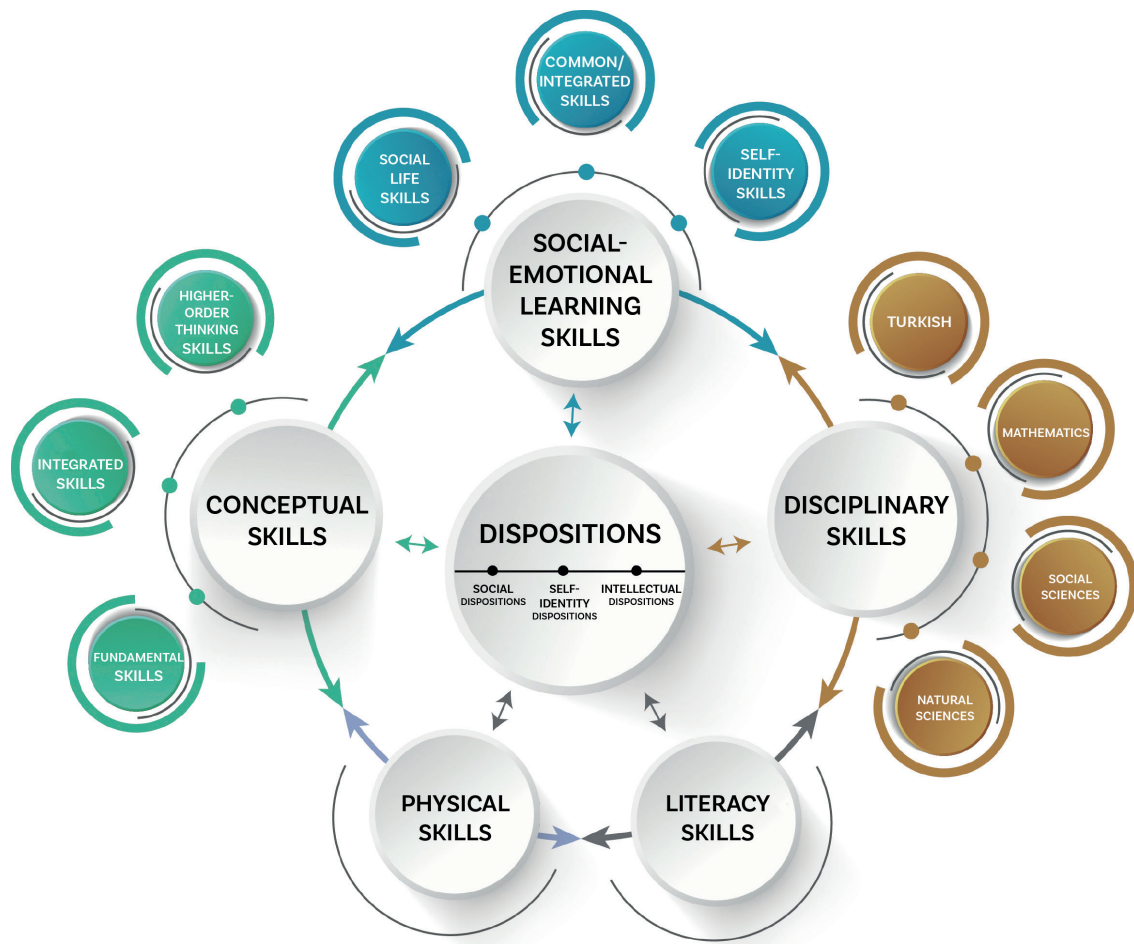 COMMON/
INTEGRATED
SKILLS
SOCIAL
LIFE
SKILLS
SELF-
IDENTITY
SKILLS
SOCIAL-
EMOTIONAL
LEARNING
SKILLS
HIGHER-
ORDER
THINKING
SKILLS
INTEGRATED
SKILLS
FUNDAMENTAL
SKILLS
CONCEPTUAL
SKILLS
DISPOSITIONS
SOCIAL
DISPOSITIONS
SELF-
IDENTITY
DISPOSITIONS
INTELLECTUAL
DISPOSITIONS
DISCIPLINARY
SKILLS
TURKISH
MATHEMATICS
SOCIAL
SCIENCES
NATURAL
SCIENCES
PHYSICAL
SKILLS
LITERACY
SKILLS